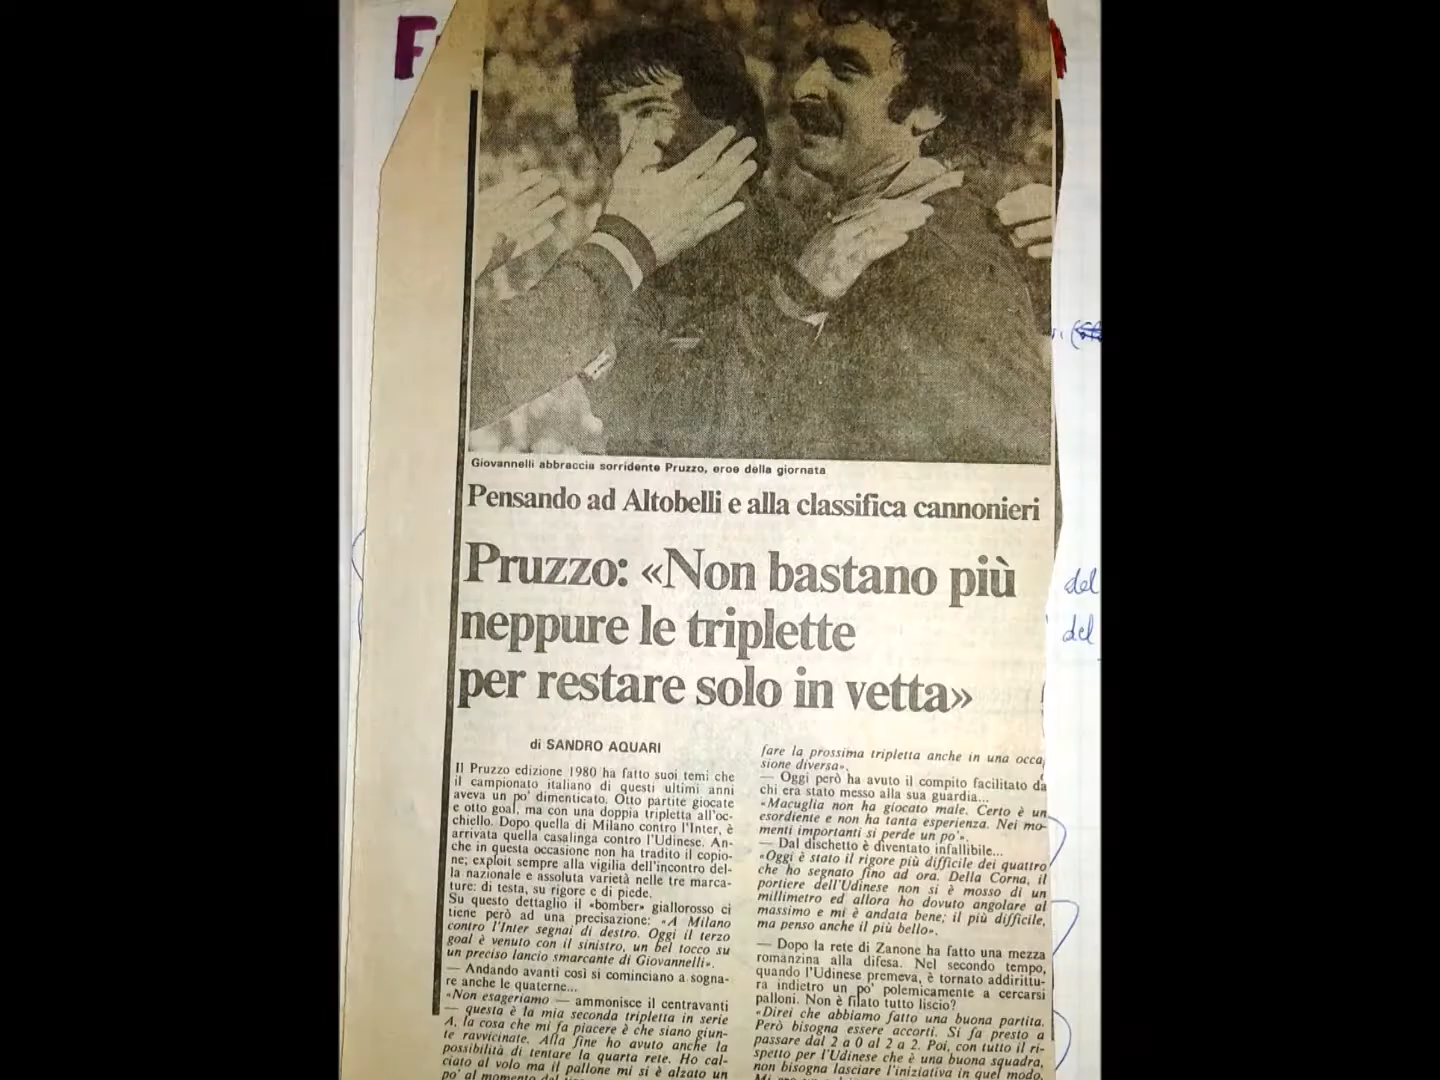 F
Giovannelli abbraccia sorridente Pruzzo, eroe della giornata
Pensando ad Altobelli e alla classifica cannonieri
Pruzzo: «Non bastano più
neppure le triplette
per restare solo in vetta»
di SANDRO AQUARI
Il Pruzzo edizione 1980 ha fatto suoi temi che
il campionato italiano di questi ultimi anni
aveva un po' dimenticato. Otto partite giocate
e otto goal, ma con una doppia tripletta all'oc-
chiello. Dopo quella di Milano contro l'Inter, è
arrivata quella casalinga contro l'Udinese. An-
che in questa occasione non ha tradito il copio-
ne; exploit sempre alla vigilia dell'incontro del-
la nazionale e assoluta varietà nelle tre marca-
ture: di testa, su rigore e di piede.
Su questo dettaglio il «bomber» giallorosso ci
tiene però ad una precisazione: «A Milano
contro l'Inter segnai di destro. Oggi il terzo
goal è venuto con il sinistro, un bel tocco su
un preciso lancio smarcante di Giovannelli».
— Andando avanti così si cominciano a sogna-
re anche le quaterne...
«Non esageriamo — ammonisce il centravanti
— questa è la mia seconda tripletta in serie
A, la cosa che mi fa piacere è che siano giun-
te ravvicinate. Alla fine ho avuto anche la
possibilità di tentare la quarta rete. Ho cal-
ciato al volo ma il pallone mi si è alzato un
po' al momento del
fare la prossima tripletta anche in una occa
sione diversa».
— Oggi però ha avuto il compito facilitato da
chi era stato messo alla sua guardia...
«Macuglia non ha giocato male. Certo è un
esordiente e non ha tanta esperienza. Nei mo-
menti importanti si perde un po'».
— Dal dischetto è diventato infallibile...
«Oggi è stato il rigore più difficile dei quattro
che ho segnato fino ad ora. Della Corna, il
portiere dell'Udinese non si è mosso di un
millimetro ed allora ho dovuto angolare al
massimo e mi è andata bene; il più difficile,
ma penso anche il più bello».
— Dopo la rete di Zanone ha fatto una mezza
romanzina alla difesa. Nel secondo tempo,
quando l'Udinese premeva, è tornato addirittu-
ra indietro un po' polemicamente a cercarsi
palloni. Non è filato tutto liscio?
«Direi che abbiamo fatto una buona partita.
Però bisogna essere accorti. Si fa presto a
passare dal 2 a 0 al 2 a 2. Poi, con tutto il ri-
spetto per l'Udinese che è una buona squadra,
non bisogna lasciare l'iniziativa in quel modo.
del
del